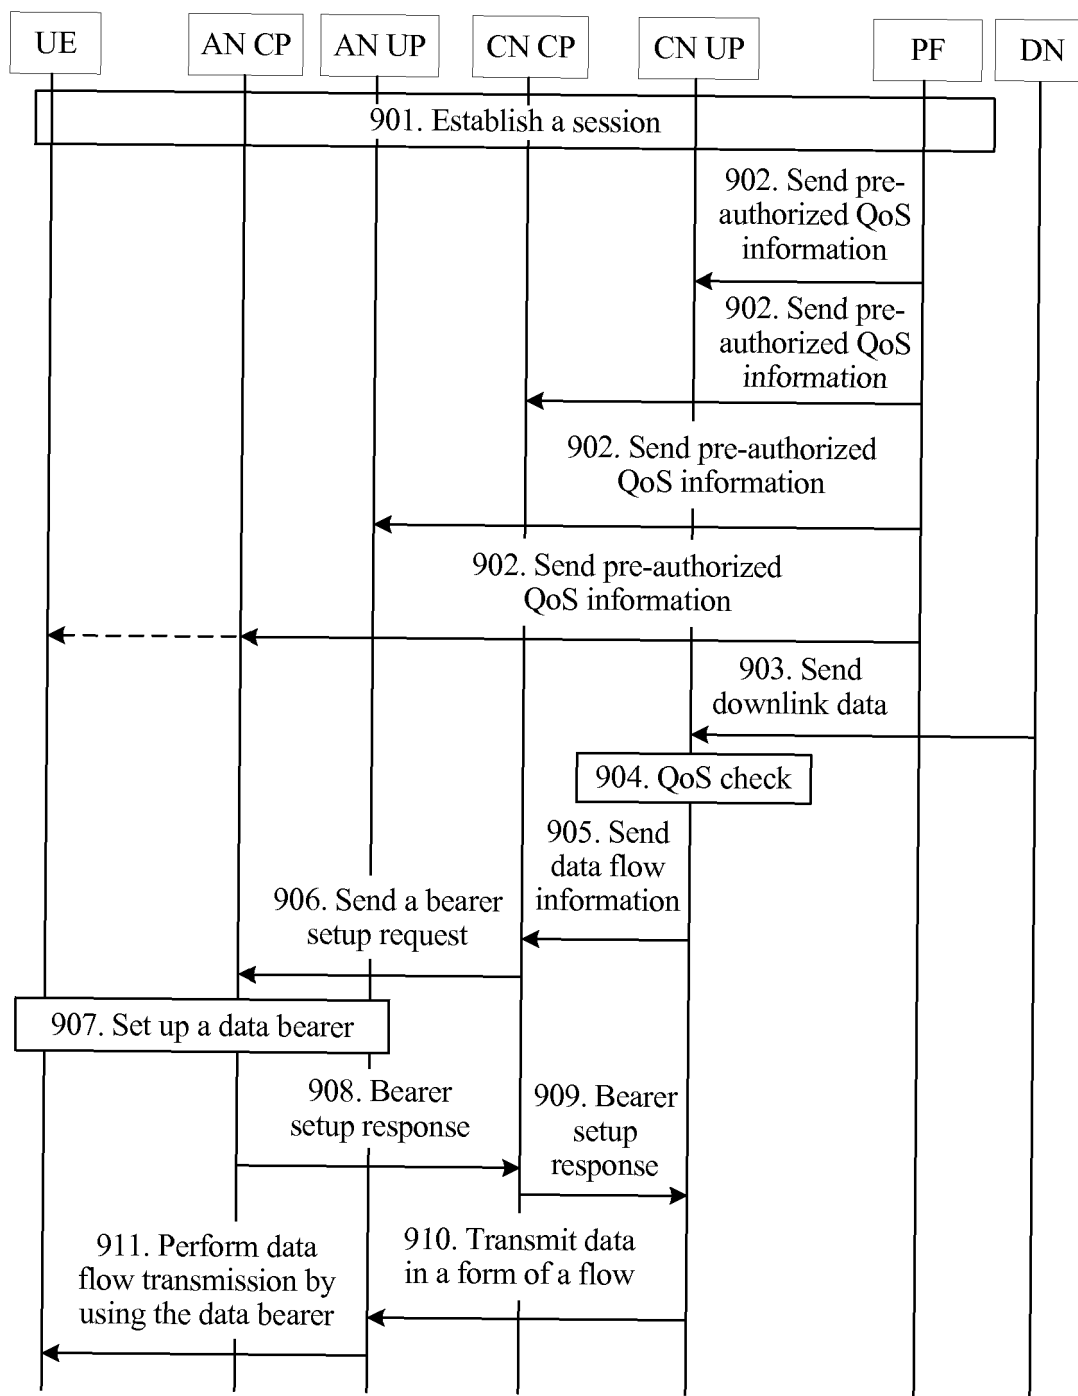 UE
AN CP
AN UP
CN CP
CN UP
PF
DN
901. Establish a session
902. Send pre-
authorized QoS
information
902. Send pre-
authorized QoS
information
902. Send pre-authorized
QoS information
902. Send pre-authorized
QoS information
903. Send
downlink data
904. QoS check
905. Send
data flow
information
906. Send a bearer
setup request
907. Set up a data bearer
908. Bearer
setup response
909. Bearer
setup
response
910. Transmit data
in a form of a flow
911. Perform data
flow transmission by
using the data bearer